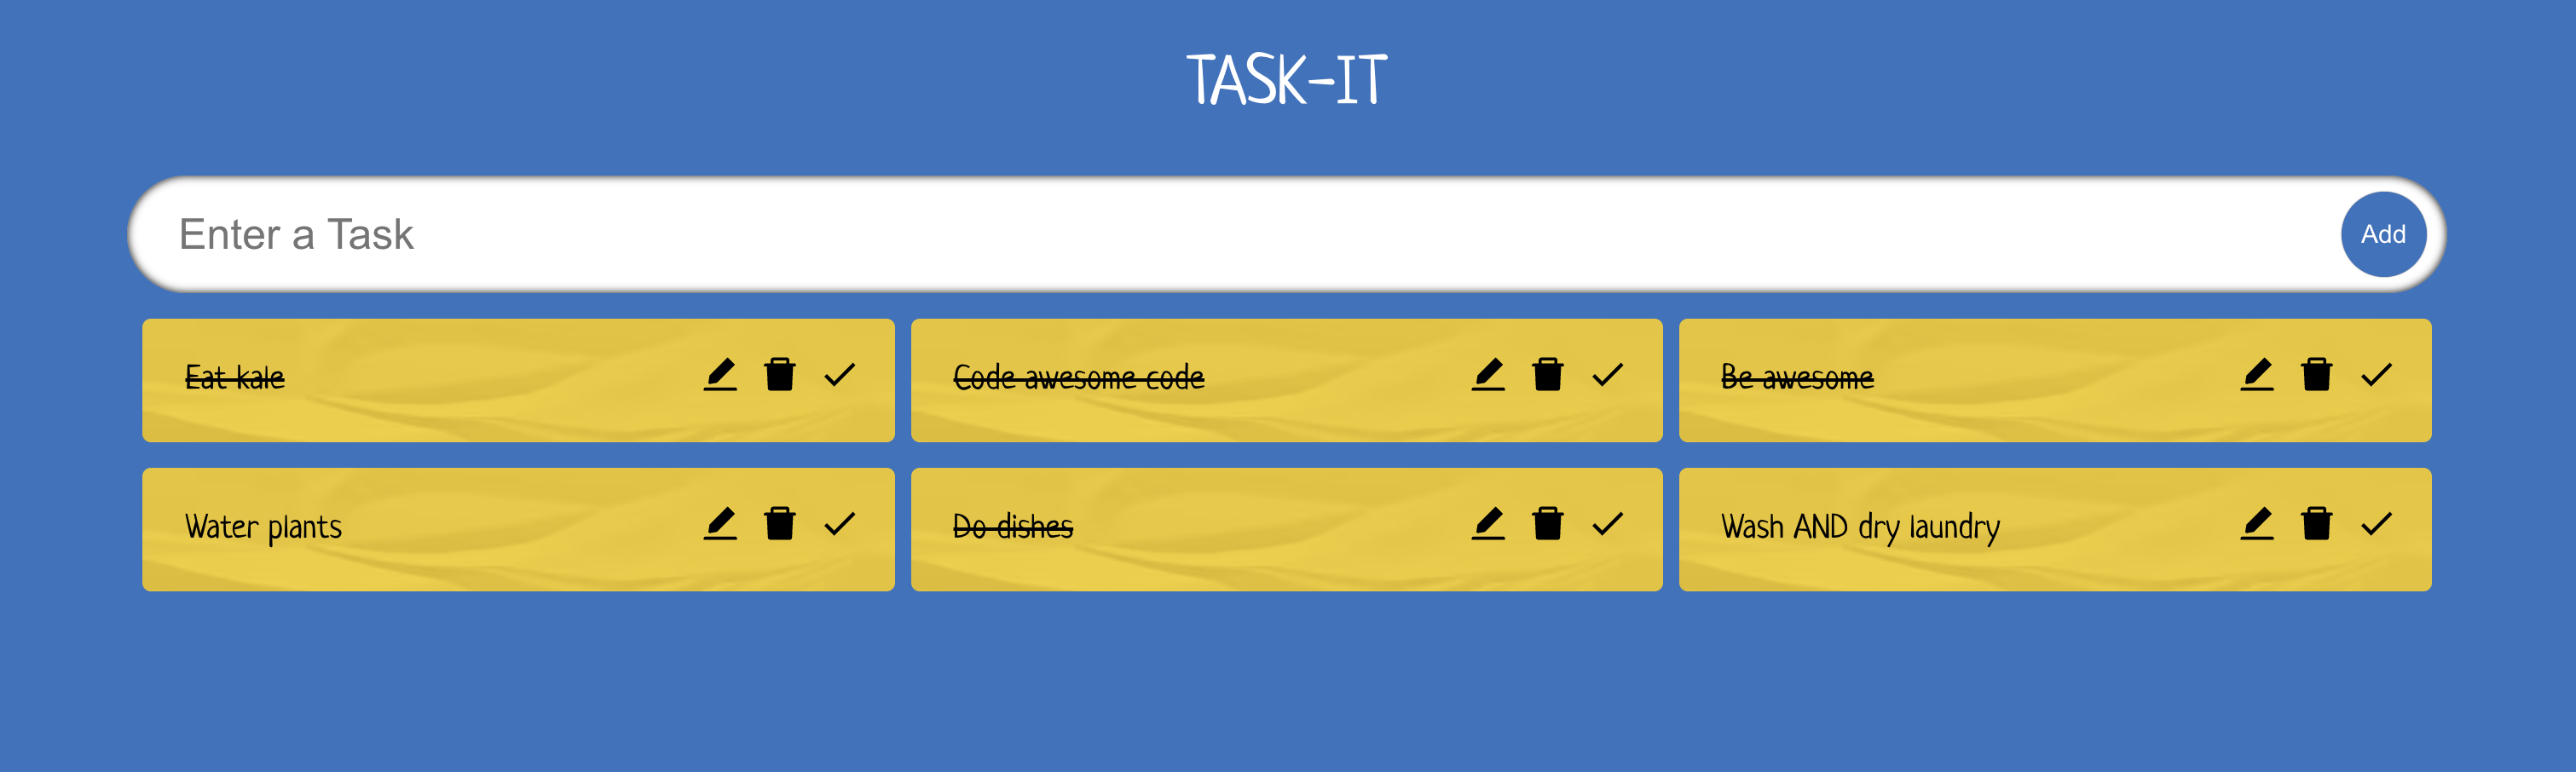 TASK-IT
Enter a Task
Add
Eat kale
Code awesome code
Be awesome
Water plants
Do dishes
Wash AND dry laundry